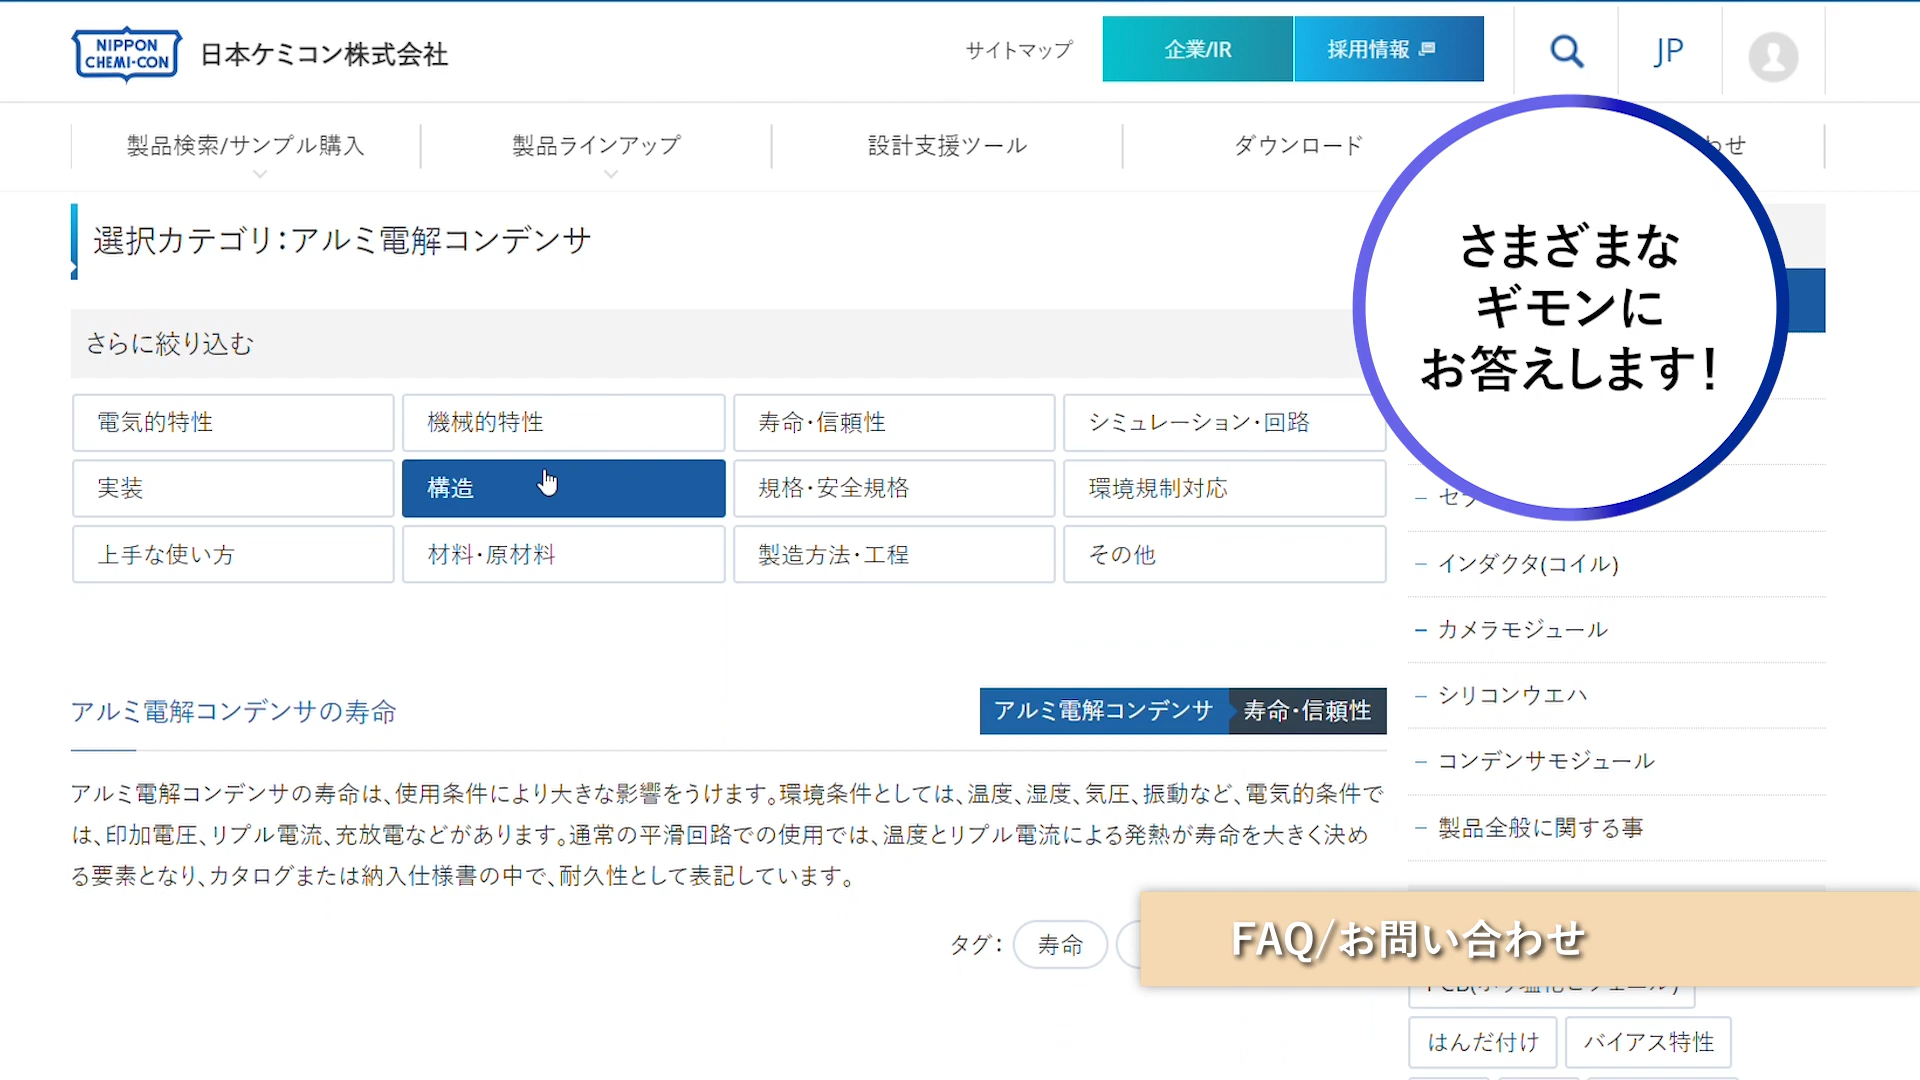 NIPPON
CHEMI-CON
日本ケミコン株式会社
サイトマップ
企業/IR
採用情報
JP
製品検索/サンプル購入
製品ラインアップ
設計支援ツール
ダウンロード
わせ
選択カテゴリ：アルミ電解コンデンサ
さまざまな
ギモンに
お答えします！
さらに絞り込む
電気的特性
機械的特性
寿命・信頼性
シミュレーション・回路
実装
構造
規格・安全規格
環境規制対応
上手な使い方
材料・原材料
製造方法・工程
その他
インダクタ(コイル)
カメラモジュール
シリコンウエハ
コンデンサモジュール
製品全般に関する事
アルミ電解コンデンサの寿命
アルミ電解コンデンサ
寿命・信頼性
アルミ電解コンデンサの寿命は、使用条件により大きな影響をうけます。環境条件としては、温度、湿度、気圧、振動など、電気的条件で
は、印加電圧、リプル電流、充放電などがあります。通常の平滑回路での使用では、温度とリプル電流による発熱が寿命を大きく決め
る要素となり、カタログまたは納入仕様書の中で、耐久性として表記しています。
タグ：
寿命
FAQ/お問い合わせ
はんだ付け
バイアス特性